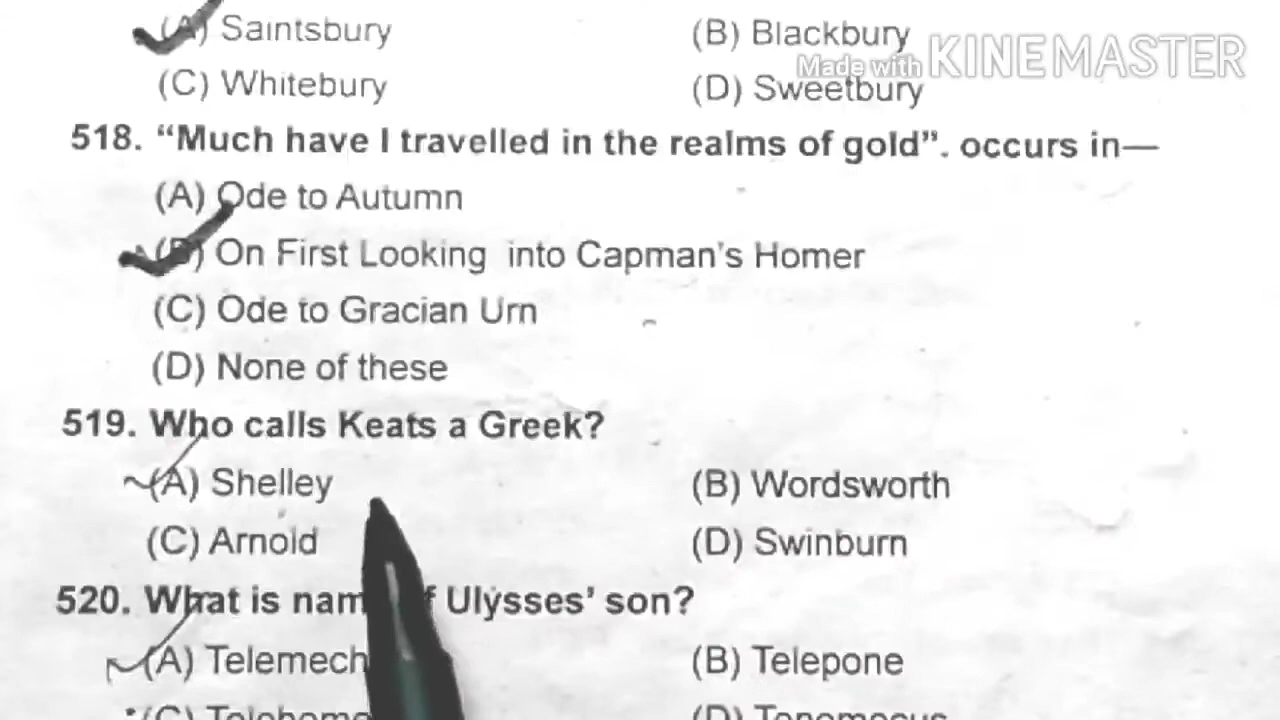 (A) Saintsbury (B) Blackbury
Made with KINEMASTER
(C) Whitebury (D) Sweetbury
518. “Much have I travelled in the realms of gold”. occurs in—
(A) Ode to Autumn
(B) On First Looking into Capman's Homer
(C) Ode to Gracian Urn
(D) None of these
519. Who calls Keats a Greek?
(A) Shelley (B) Wordsworth
(C) Arnold (D) Swinburn
520. What is Ulysses’ son?
(A) (B) Telepone
(C) (D)